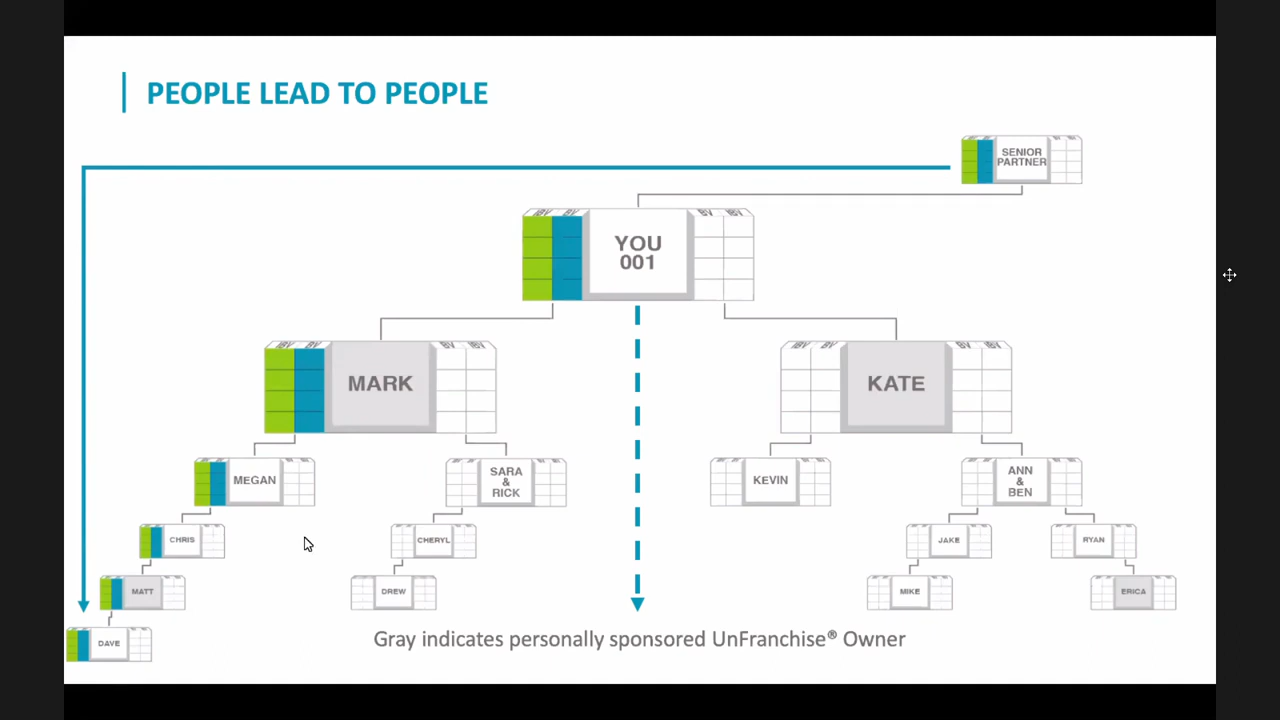 PEOPLE LEAD TO PEOPLE
SENIOR
PARTNER
YOU
001
MARK
KATE
MEGAN
SARA
&
RICK
KEVIN
ANN
&
BEN
CHRIS
CHERYL
JAKE
RYAN
MATT
DREW
MIKE
ERICA
DAVE
Gray indicates personally sponsored UnFranchise® Owner